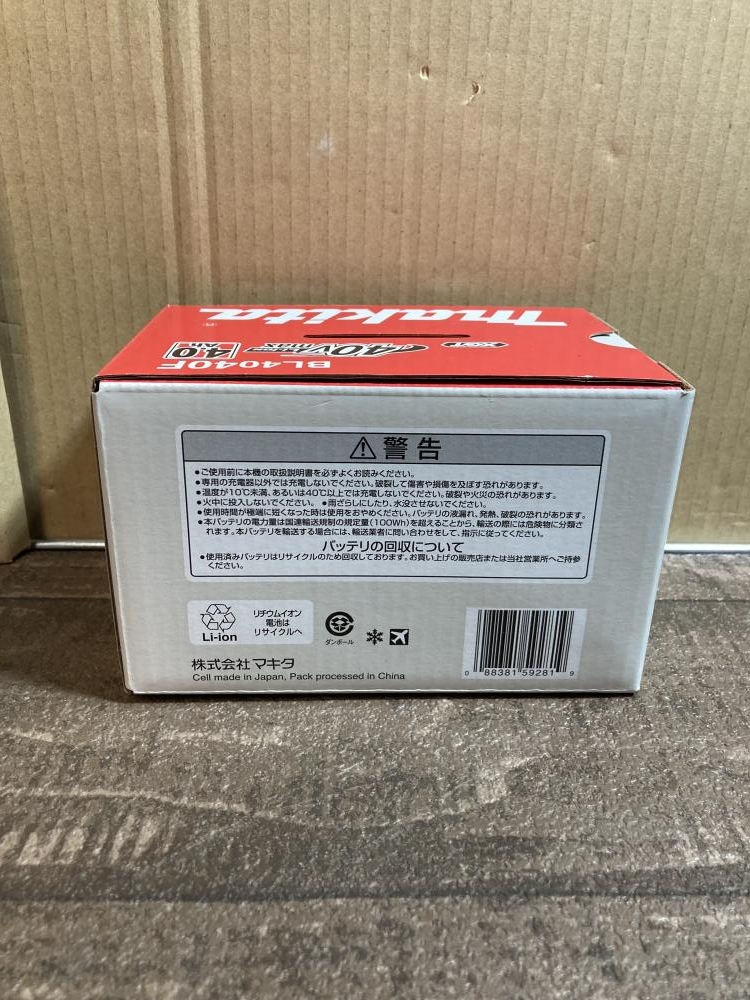 makita
XGT
40Vmax
4.0
Ah
BL4040F
警告
●ご使用前に本機の取扱説明書を必ずよくお読みください。
●専用の充電器以外では充電しないでください。破裂して傷害や損傷を及ぼす恐れがあります。
●温度が10℃未満、あるいは40℃以上では充電しないでください。破裂や火災の恐れがあります。
●火中に投入しないでください。 ●雨ざらしにしたり、水没させないでください。
●使用時間が極端に短くなった時は使用をおやめください。バッテリの液漏れ、発熱、破裂の恐れがあります。
●本バッテリの電力量は国連輸送規制の規定量(100Wh)を超えることから、輸送の際には危険物に分類さ
れます。本バッテリを輸送する場合には、輸送業者に問い合わせをして、指示に従ってください。
バッテリの回収について
●使用済みバッテリはリサイクルのため回収しております。お買い上げの販売店または当社営業所へご持参
ください。
Li-ion
リチウムイオン
電池は
リサイクルへ
ダンボール
株式会社マキタ
Cell made in Japan, Pack processed in China
0 88381 59281 9